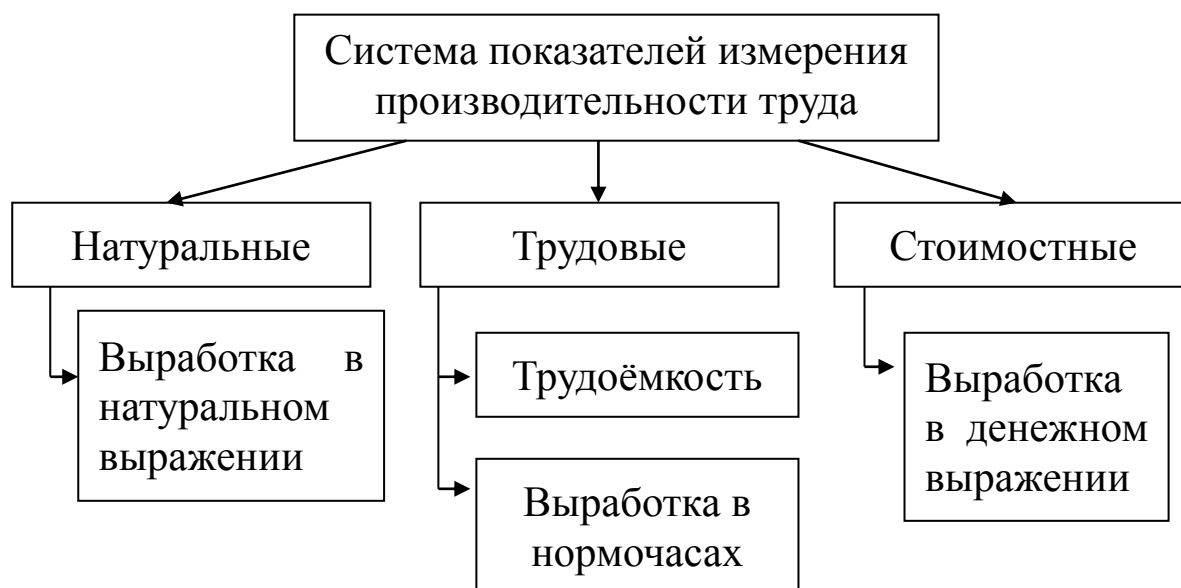 Система показателей измерения
производительности труда
Натуральные
Трудовые
Стоимостные
Выработка в
натуральном
выражении
Трудоёмкость
Выработка в
нормочасах
Выработка
в денежном
выражении